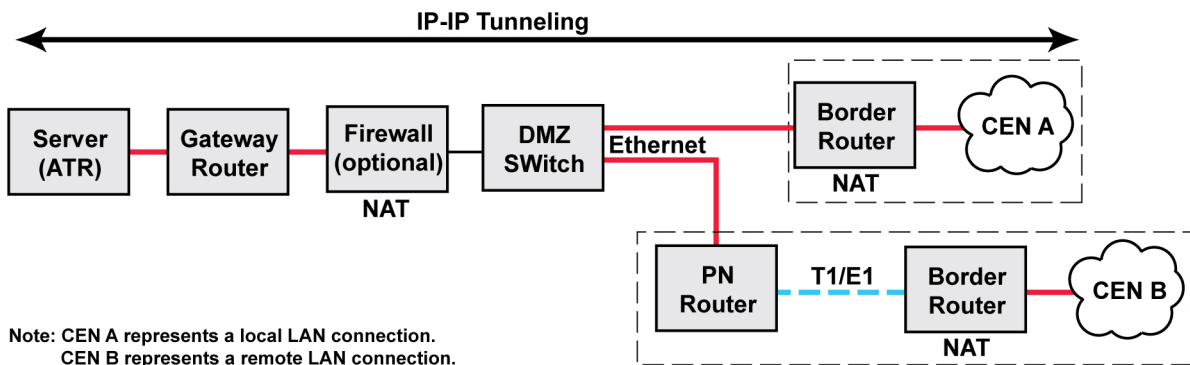 IP-IP Tunneling
Server
(ATR)
Gateway
Router
Firewall
(optional)
NAT
DMZ
SWitch
Ethernet
Border
Router
NAT
CEN A
PN
Router
T1/E1
Border
Router
NAT
CEN B
Note: CEN A represents a local LAN connection.
CEN B represents a remote LAN connection.